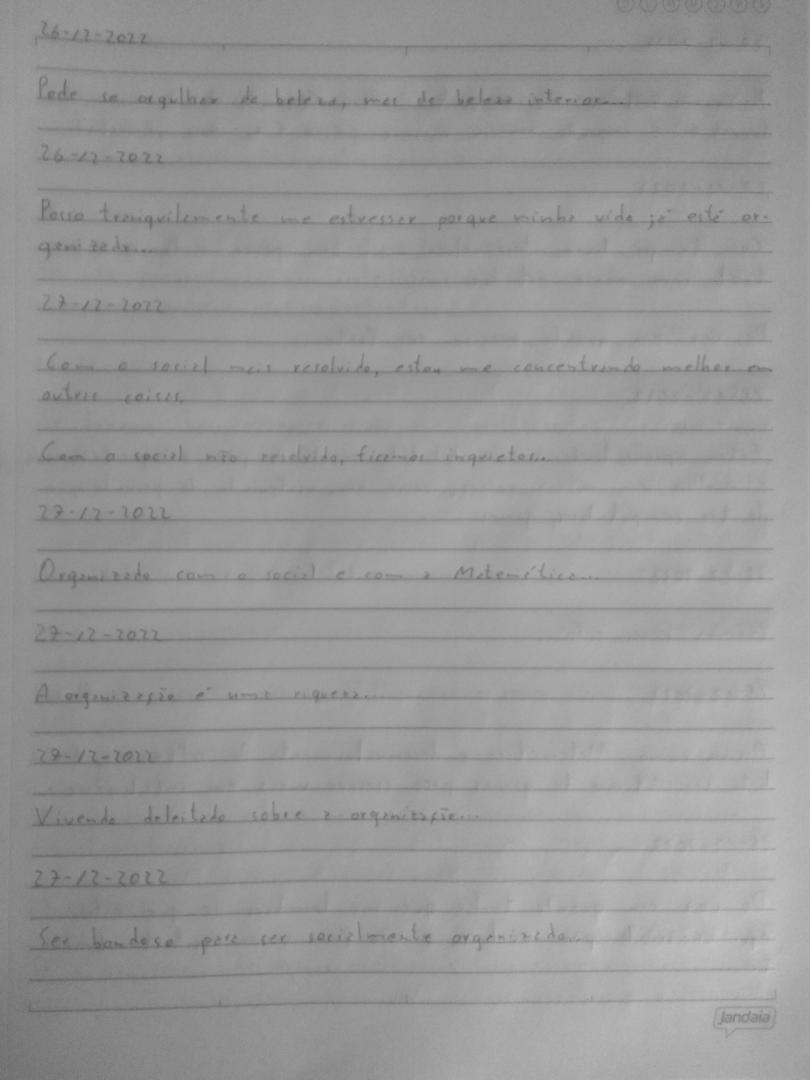 26-12-2022
Pode se orgulhar de beleza, mas de beleza interior...
26-12-2022
Posso tranquilamente me estressar porque minha vida já está or-
ganizada...
27-12-2022
Com o social mais resolvido, estou me concentrando melhor em
outras coisas.
Com o social não resolvido, ficamos inquietos...
27-12-2022
Organizado com o social e com a Matemática...
27-12-2022
A organização é uma riqueza...
27-12-2022
Vivendo deleitado sobre a organização...
27-12-2022
Ser bondoso para ser socialmente organizado...
jandaia